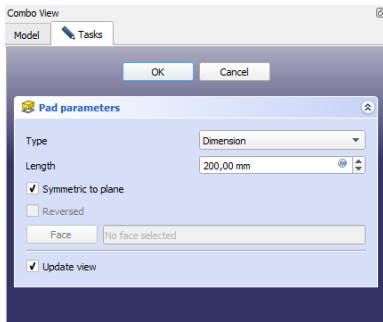 Combo View
Model Tasks
OK Cancel
Pad parameters
Type Dimension
Length 200,00 mm
Symmetric to plane
Reversed
Face No face selected
Update view